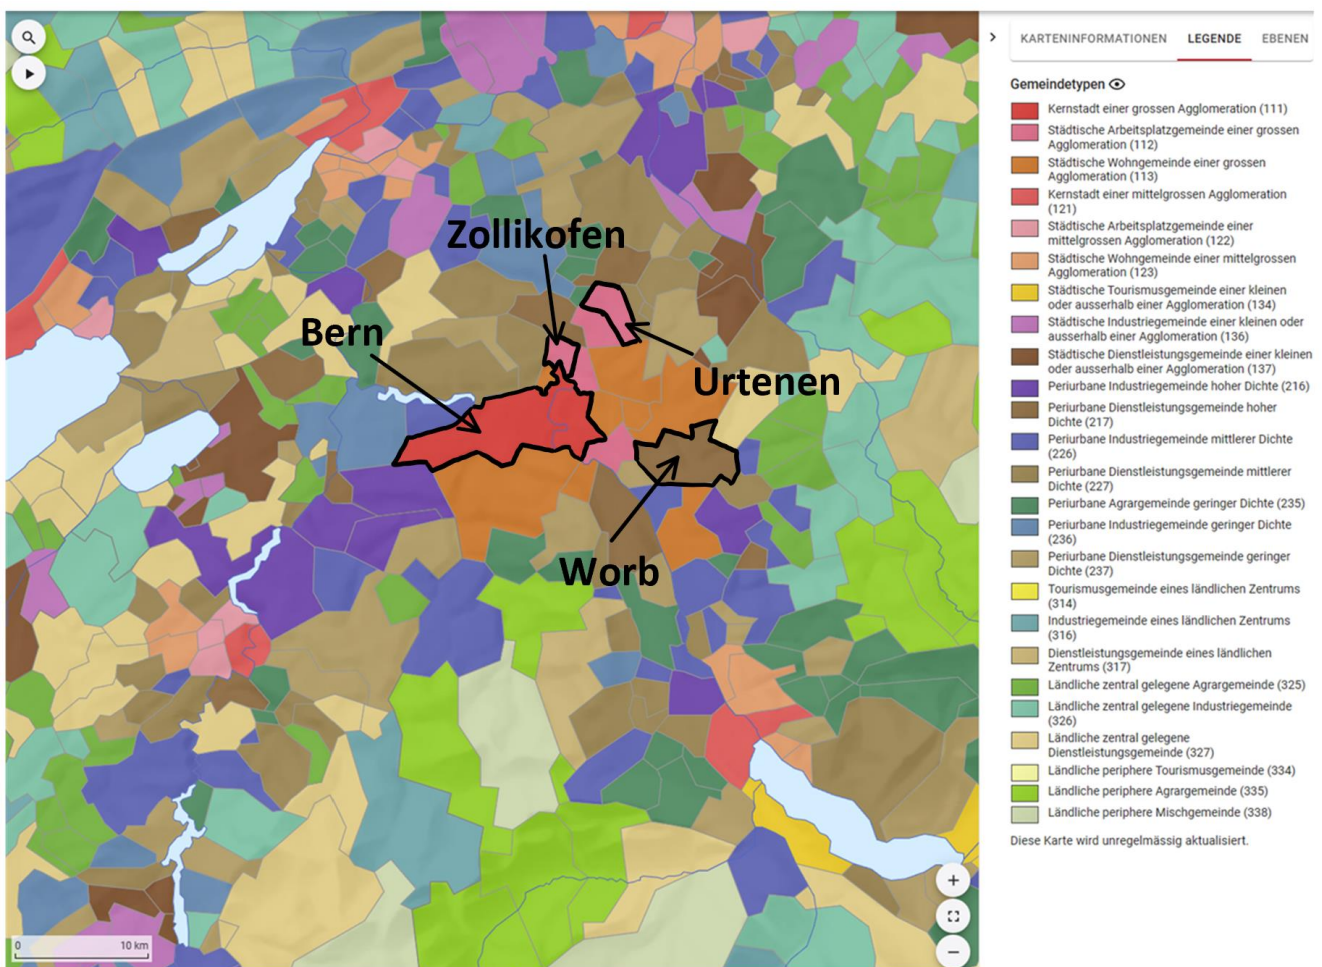 KARTENINFORMATIONEN LEGENDE EBENEN
Gemeindetypen
Kernstadt einer grossen Agglomeration (111)
Städtische Arbeitsplatzgemeinde einer grossen
Agglomeration (112)
Städtische Wohngemeinde einer grossen
Agglomeration (113)
Kernstadt einer mittelgrossen Agglomeration
(121)
Städtische Arbeitsplatzgemeinde einer
mittelgrossen Agglomeration (122)
Städtische Wohngemeinde einer mittelgrossen
Agglomeration (123)
Städtische Tourismusgemeinde einer kleinen
oder ausserhalb einer Agglomeration (134)
Städtische Industriegemeinde einer kleinen oder
ausserhalb einer Agglomeration (136)
Städtische Dienstleistungsgemeinde einer kleinen
oder ausserhalb einer Agglomeration (137)
Periurbane Industriegemeinde hoher Dichte (216)
Periurbane Dienstleistungsgemeinde hoher
Dichte (217)
Periurbane Industriegemeinde mittlerer Dichte
(226)
Periurbane Dienstleistungsgemeinde mittlerer
Dichte (227)
Periurbane Agrargemeinde geringer Dichte (235)
Periurbane Industriegemeinde geringer Dichte
(236)
Periurbane Dienstleistungsgemeinde geringer
Dichte (237)
Tourismusgemeinde eines ländlichen Zentrums
(314)
Industriegemeinde eines ländlichen Zentrums
(316)
Dienstleistungsgemeinde eines ländlichen
Zentrums (317)
Ländliche zentral gelegene Agrargemeinde (325)
Ländliche zentral gelegene Industriegemeinde
(326)
Ländliche zentral gelegene
Dienstleistungsgemeinde (327)
Ländliche periphere Tourismusgemeinde (334)
Ländliche periphere Agrargemeinde (335)
Ländliche periphere Mischgemeinde (338)
Diese Karte wird unregelmässig aktualisiert.
Zollikofen
Bern
Urtenen
Worb
0 10 km